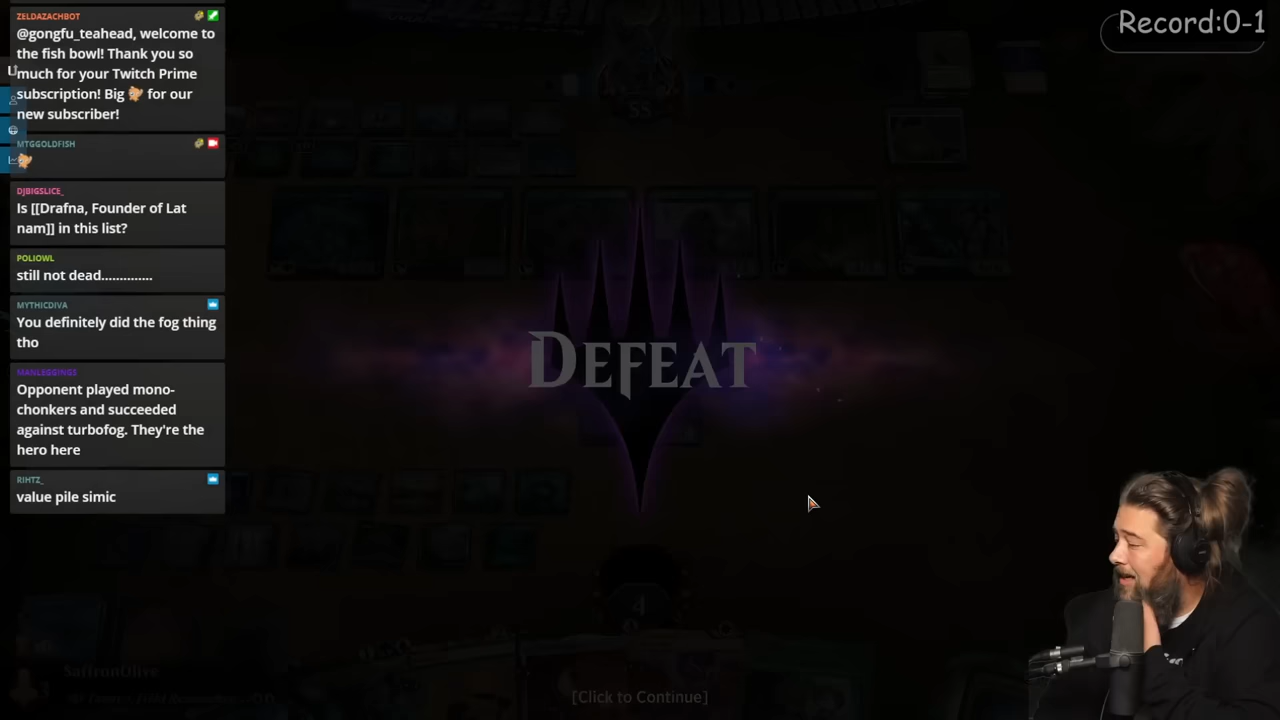 ZELDAZACHBOT
@gongfu_teahead, welcome to
the fish bowl! Thank you so
much for your Twitch Prime
subscription! Big for our
new subscriber!
MTGGOLDFISH
DJBIGSLICE_
Is [[Drafna, Founder of Lat
nam]] in this list?
POLIOWL
still not dead..............
MYTHICDIVA
You definitely did the fog thing
tho
MANLEGGINGS
Opponent played mono-
chonkers and succeeded
against turbofog. They're the
hero here
RIHTZ_
value pile simic
Record:0-1
55
DEFEAT
4
SaffronOlive
[Click to Continue]